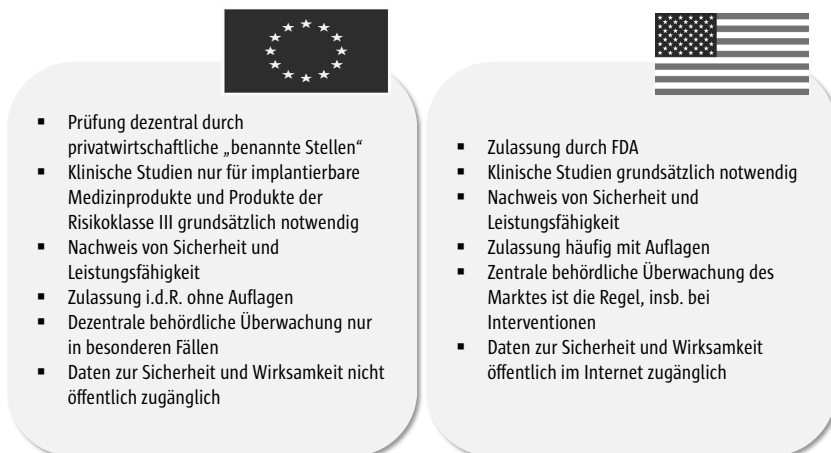 ▪ Prüfung dezentral durch
privatwirtschaftliche „benannte Stellen“
▪ Klinische Studien nur für implantierbare
Medizinprodukte und Produkte der
Risikoklasse III grundsätzlich notwendig
▪ Nachweis von Sicherheit und
Leistungsfähigkeit
▪ Zulassung i.d.R. ohne Auflagen
▪ Dezentrale behördliche Überwachung nur
in besonderen Fällen
▪ Daten zur Sicherheit und Wirksamkeit nicht
öffentlich zugänglich
▪ Zulassung durch FDA
▪ Klinische Studien grundsätzlich notwendig
▪ Nachweis von Sicherheit und
Leistungsfähigkeit
▪ Zulassung häufig mit Auflagen
▪ Zentrale behördliche Überwachung des
Marktes ist die Regel, insb. bei
Interventionen
▪ Daten zur Sicherheit und Wirksamkeit
öffentlich im Internet zugänglich